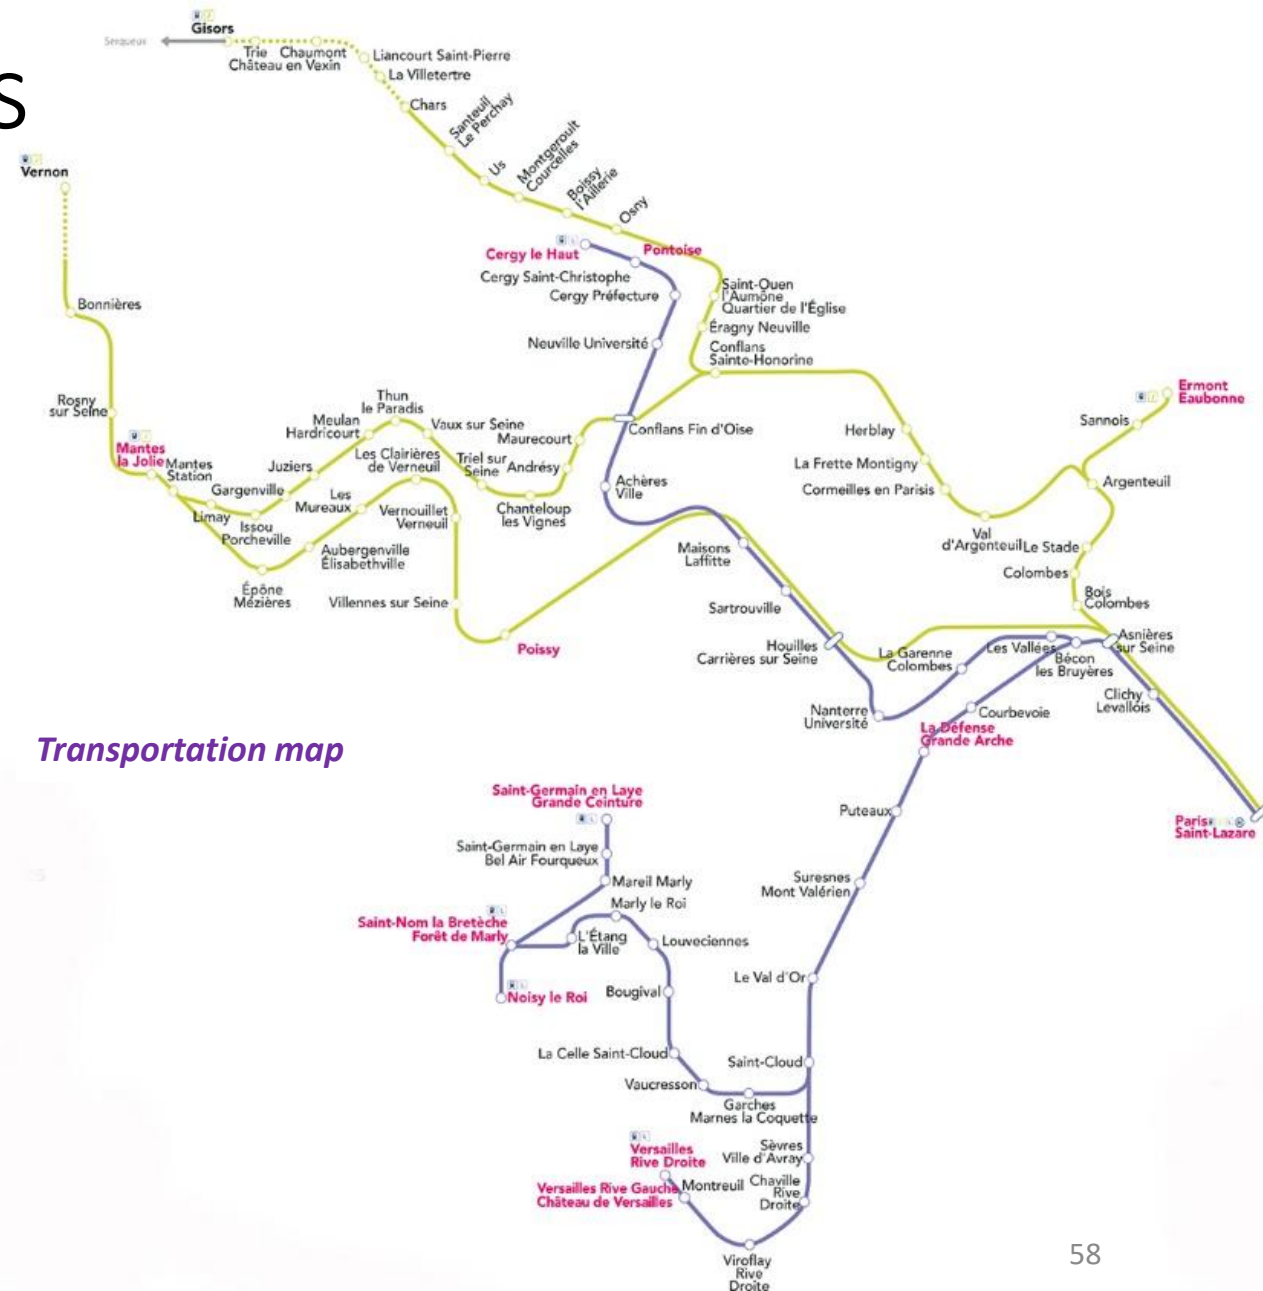 S
Gisors
Serqueux
Trie
Château
Chaumont
en Vexin
Liancourt Saint-Pierre
La Villetertre
Chars
Santeuil
Le Perchay
Us
Montgeroult
Courcelles
Boissy
l'Aillerie
Osny
Vernon
Cergy le Haut
Pontoise
Cergy Saint-Christophe
Cergy Préfecture
Saint-Ouen
l'Aumône
Quartier de l'Église
Bonnières
Éragny Neuville
Neuville Université
Conflans
Sainte-Honorine
Ermont
Eaubonne
Rosny
sur Seine
Thun
le Paradis
Meulan
Hardricourt
Vaux sur Seine
Maurecourt
Conflans Fin d'Oise
Sannois
Herblay
Mantes
la Jolie
Mantes
Station
Juziers
Les Clairières
de Verneuil
Triel sur
Seine
Andrésy
La Frette Montigny
Gargenville
Achères
Ville
Cormeilles en Parisis
Argenteuil
Limay
Les
Mureaux
Vernouillet
Verneuil
Chanteloup
les Vignes
Issou
Porcheville
Val
d'Argenteuil
Le Stade
Maisons
Laffitte
Aubergenville
Élisabethville
Colombes
Épône
Mézières
Villennes sur Seine
Sartrouville
Bois
Colombes
Poissy
Houilles
Carrières sur Seine
La Garenne
Colombes
Les Vallées
Asnières
sur Seine
Bécon
les Bruyères
Clichy
Levallois
Nanterre
Université
Courbevoie
La Défense
Grande Arche
Transportation map
Saint-Germain en Laye
Grande Ceinture
Puteaux
Paris
Saint-Lazare
Saint-Germain en Laye
Bel Air Fourqueux
Mareil Marly
Suresnes
Mont Valérien
Marly le Roi
Saint-Nom la Bretèche
Forêt de Marly
L'Étang
la Ville
Louveciennes
Le Val d'Or
Noisy le Roi
Bougival
La Celle Saint-Cloud
Saint-Cloud
Vaucresson
Garches
Marnes la Coquette
Versailles
Rive Droite
Sèvres
Ville d'Avray
Versailles Rive Gauche
Château de Versailles
Montreuil
Chaville
Rive
Droite
Viroflay
Rive
Droite
58